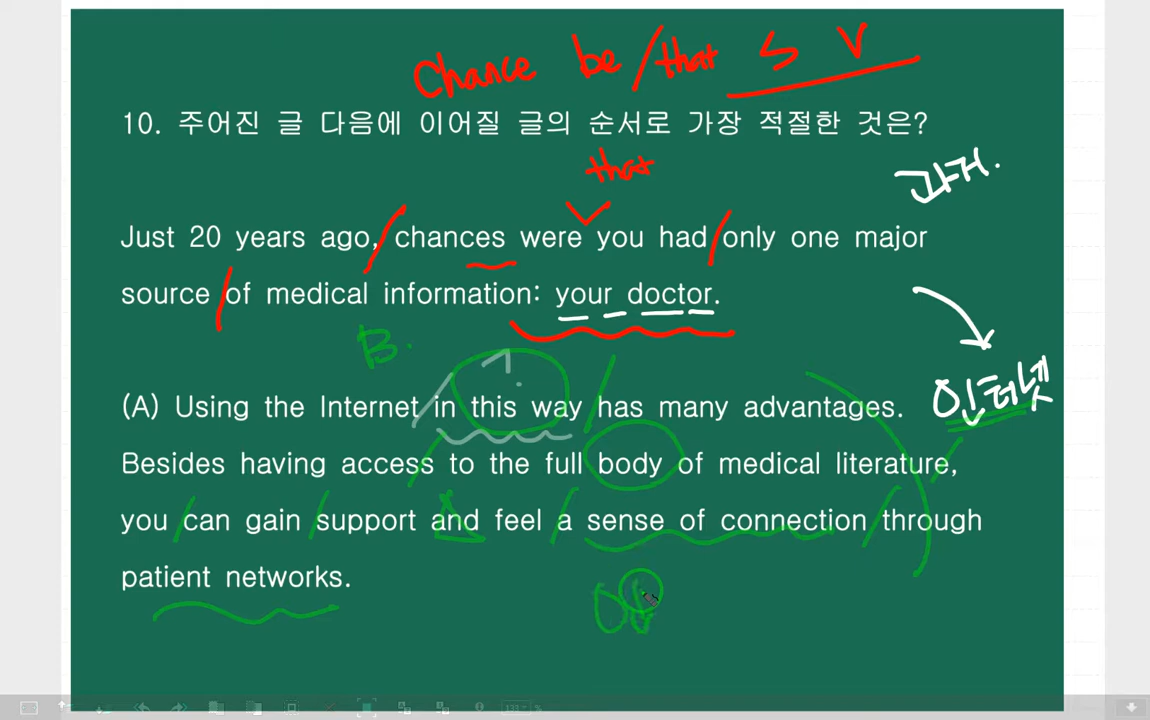 Chance be / that S V
10. 주어진 글 다음에 이어질 글의 순서로 가장 적절한 것은?
that
과거.
Just 20 years ago, chances were you had only one major
source of medical information: your doctor.
B.
인터넷
(A) Using the Internet in this way has many advantages.
Besides having access to the full body of medical literature,
you can gain support and feel a sense of connection through
patient networks.
133 %